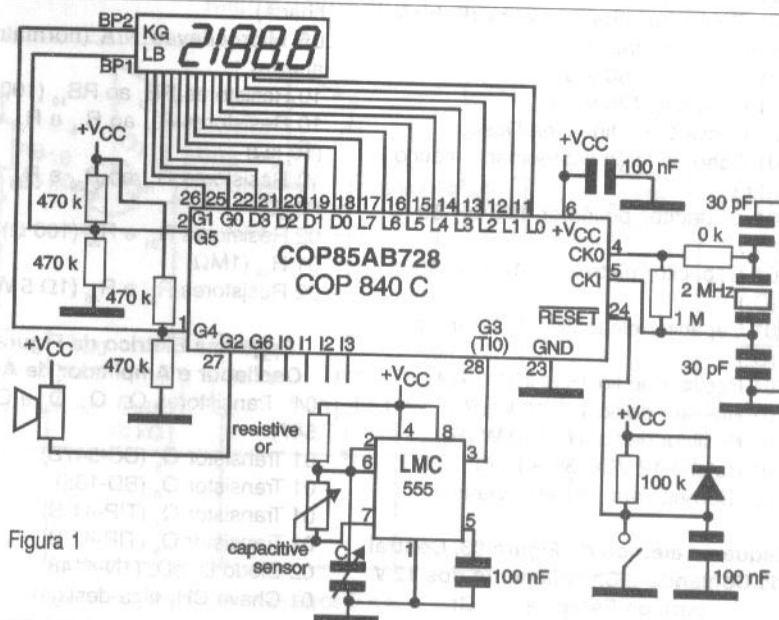 BP2
KG
2188.8
LB
BP1
+VCC
470 k
470 k
470 k
470 k
+VCC
26 25 22 21 20 19 18 17 16 15 14 13 12 11
G1 G0 D3 D2 D1 D0 L7 L6 L5 L4 L3 L2 L1 L0
2
G5
1
G4
COP85AB728
COP 840 C
+VCC
6
+VCC
100 nF
4
CK0
5
CKI
24
RESET
0 k
1 M
2 MHz
30 pF
30 pF
G2 G6 I0 I1 I2 I3
27
G3
(TI0)
28
GND
23
+VCC
4
8
2
6
7
3
5
1
LMC
555
resistive
or
capacitive
sensor
C
100 nF
+VCC
100 k
100 nF
Figura 1